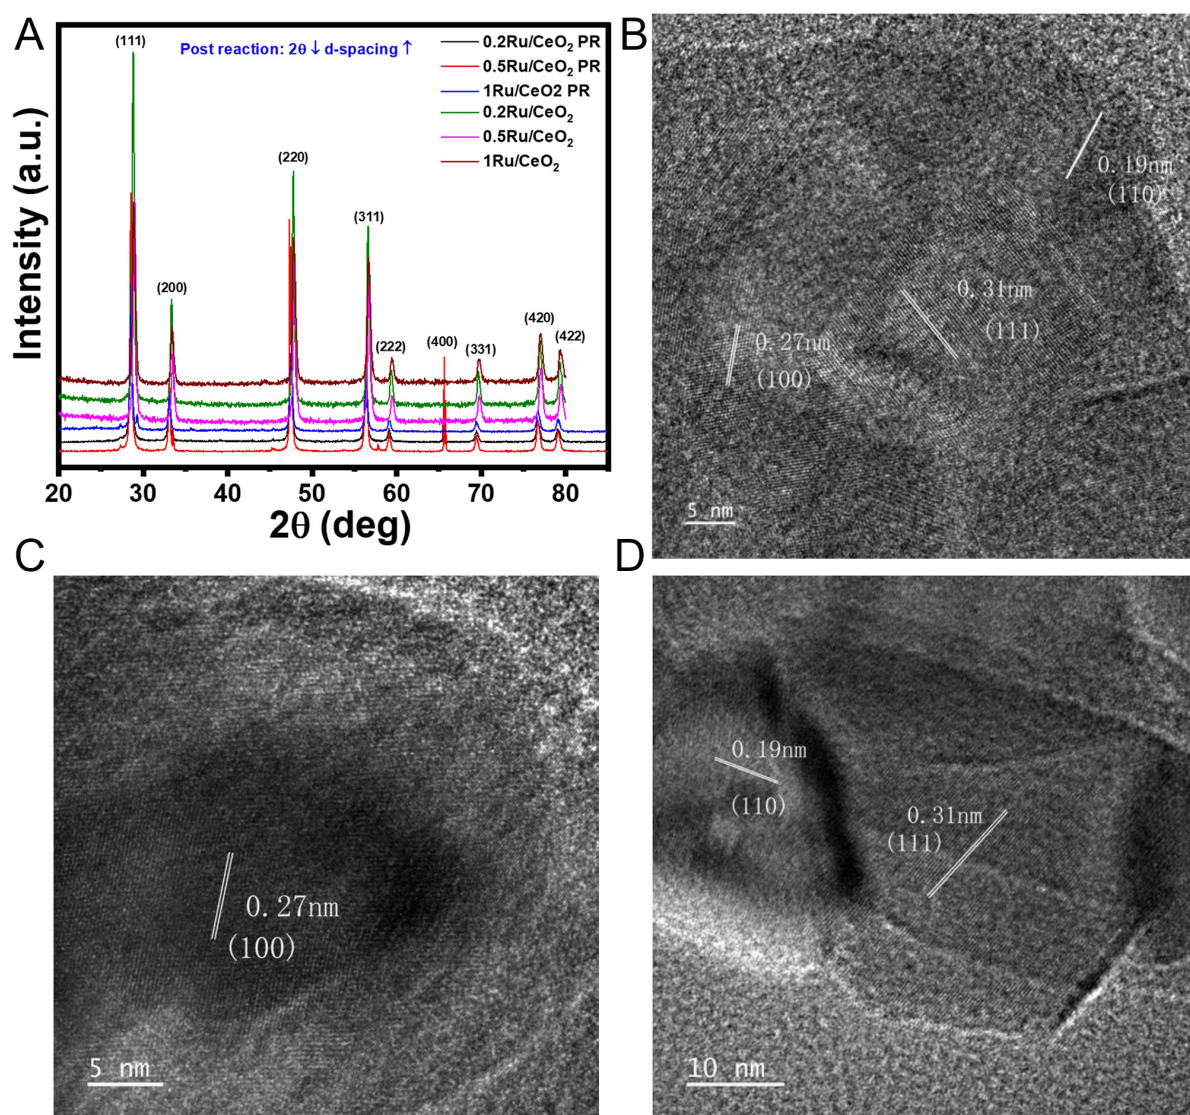 A
Intensity (a.u.)
(111)
(200)
(220)
(311)
(222)
(400)
(331)
(420)
(422)
Post reaction: 2θ ↓ d-spacing ↑
0.2Ru/CeO₂ PR
0.5Ru/CeO₂ PR
1Ru/CeO2 PR
0.2Ru/CeO₂
0.5Ru/CeO₂
1Ru/CeO₂
20 30 40 50 60 70 80
2θ (deg)
B
0.19nm
(110)
0.31nm
(111)
0.27nm
(100)
5 nm
C
0.27nm
(100)
5 nm
D
0.19nm
(110)
0.31nm
(111)
10 nm